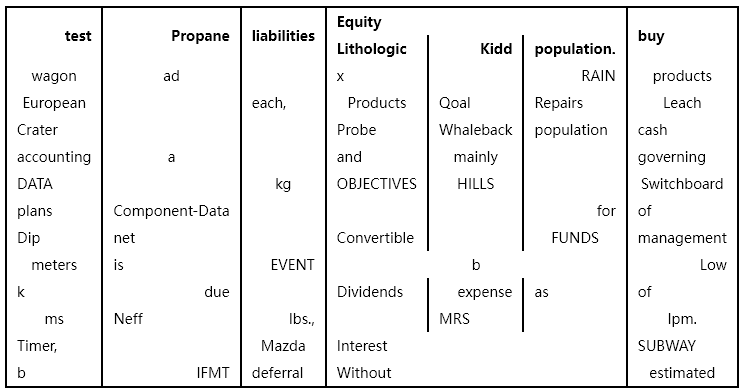 test Propane liabilities Equity buy
Lithologic Kidd population.
wagon ad x RAIN products
European each, Products Qoal Repairs Leach
Crater Probe Whaleback population cash
accounting a and mainly governing
DATA kg OBJECTIVES HILLS Switchboard
plans Component-Data for of
Dip net Convertible FUNDS management
meters is EVENT b Low
k due Dividends expense as of
ms Neff lbs., MRS lpm.
Timer, Mazda Interest SUBWAY
b IFMT deferral Without estimated